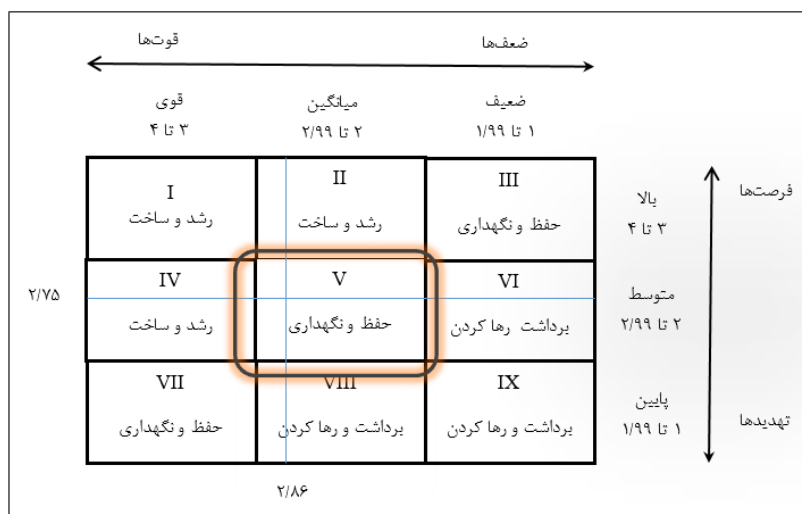 ضعف‌ها قوت‌ها
ضعیف میانگین قوی
۱ تا ۱/۹۹ ۲ تا ۲/۹۹ ۳ تا ۴
فرصت‌ها
بالا
۳ تا ۴
III II I
حفظ و نگهداری رشد و ساخت رشد و ساخت
متوسط
۲ تا ۲/۹۹
VI V IV
برداشت رها کردن حفظ و نگهداری رشد و ساخت
۲/۷۵
تهدیدها
پایین
۱ تا ۱/۹۹
IX VIII VII
برداشت و رها کردن برداشت و رها کردن حفظ و نگهداری
۲/۸۶